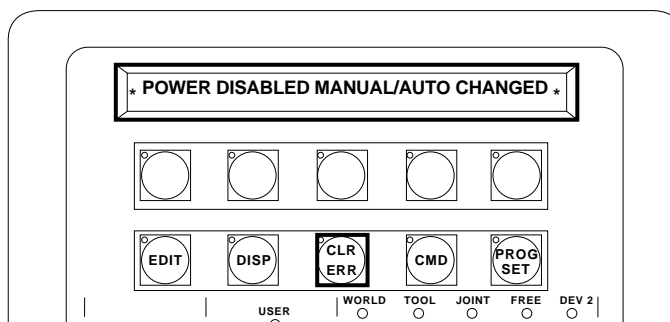 * POWER DISABLED MANUAL/AUTO CHANGED *
EDIT DISP CLR ERR CMD PROG SET
USER WORLD TOOL JOINT FREE DEV 2